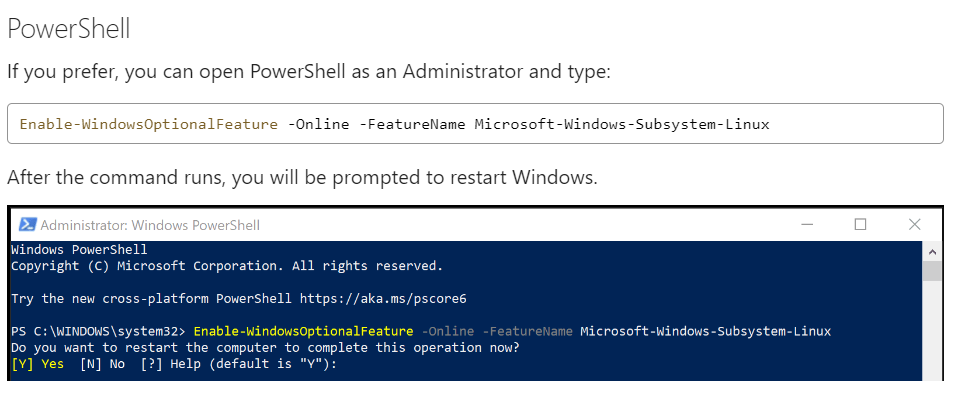 PowerShell
If you prefer, you can open PowerShell as an Administrator and type:
Enable-WindowsOptionalFeature -Online -FeatureName Microsoft-Windows-Subsystem-Linux
After the command runs, you will be prompted to restart Windows.
Administrator: Windows PowerShell
Windows PowerShell
Copyright (C) Microsoft Corporation. All rights reserved.
Try the new cross-platform PowerShell https://aka.ms/pscore6
PS C:\WINDOWS\system32> Enable-WindowsOptionalFeature -Online -FeatureName Microsoft-Windows-Subsystem-Linux
Do you want to restart the computer to complete this operation now?
[Y] Yes  [N] No  [?] Help (default is "Y"):